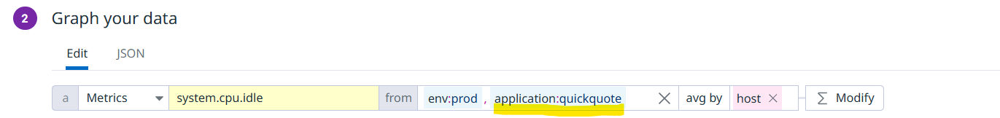 2 Graph your data
Edit JSON
a Metrics system.cpu.idle from env:prod , application:quickquote × avg by host × Σ Modify